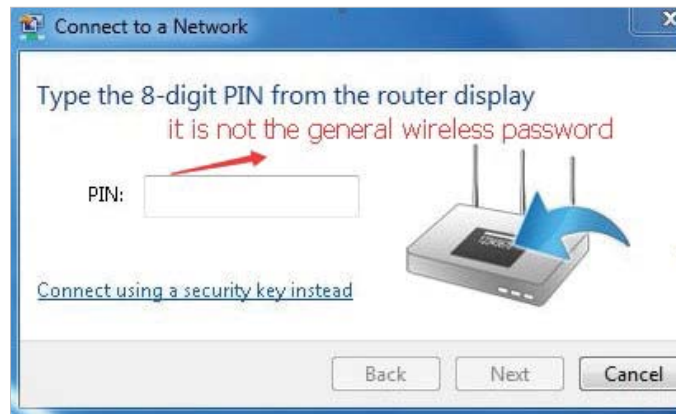 Connect to a Network
X
Type the 8-digit PIN from the router display
it is not the general wireless password
PIN:
Connect using a security key instead
Back
Next
Cancel